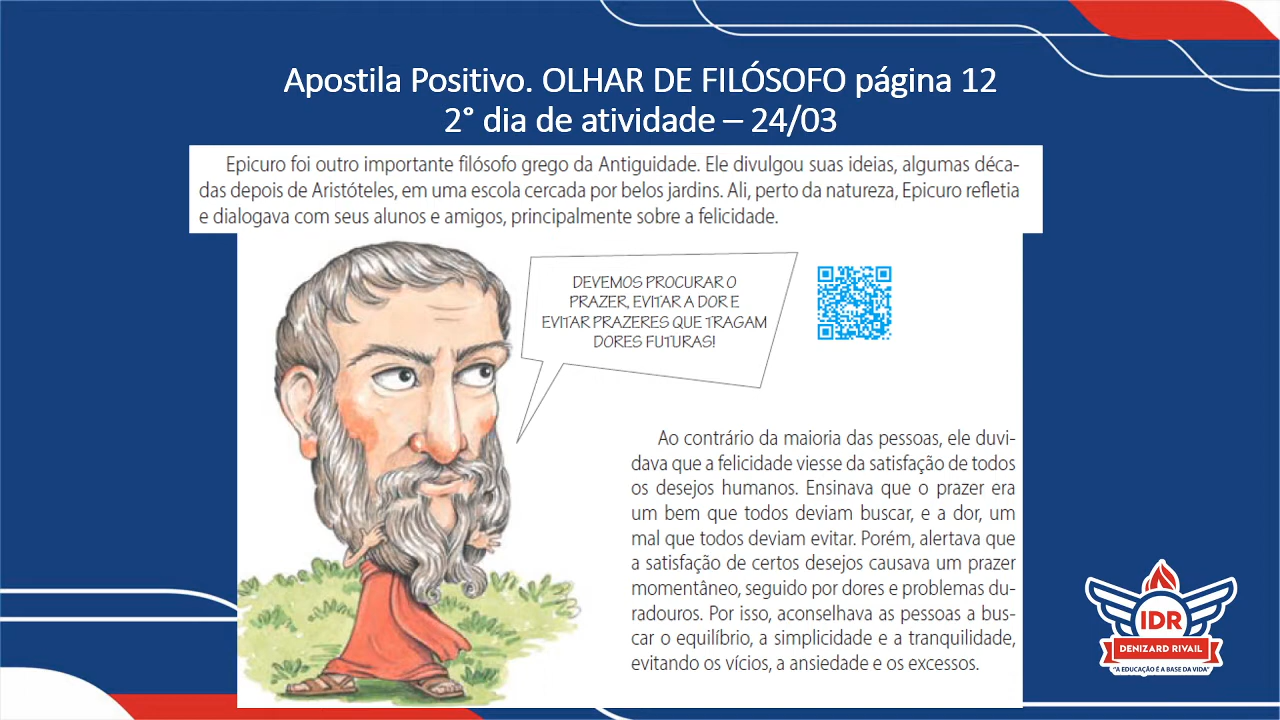 Apostila Positivo. OLHAR DE FILÓSOFO página 12
2° dia de atividade – 24/03
Epicuro foi outro importante filósofo grego da Antiguidade. Ele divulgou suas ideias, algumas déca-
das depois de Aristóteles, em uma escola cercada por belos jardins. Ali, perto da natureza, Epicuro refletia
e dialogava com seus alunos e amigos, principalmente sobre a felicidade.
DEVEMOS PROCURAR O
PRAZER, EVITAR A DOR E
EVITAR PRAZERES QUE TRAGAM
DORES FUTURAS!
Ao contrário da maioria das pessoas, ele duvi-
dava que a felicidade viesse da satisfação de todos
os desejos humanos. Ensinava que o prazer era
um bem que todos deviam buscar, e a dor, um
mal que todos deviam evitar. Porém, alertava que
a satisfação de certos desejos causava um prazer
momentâneo, seguido por dores e problemas du-
radouros. Por isso, aconselhava as pessoas a bus-
car o equilíbrio, a simplicidade e a tranquilidade,
evitando os vícios, a ansiedade e os excessos.
IDR
DENIZARD RIVAIL
"A EDUCAÇÃO É A BASE DA VIDA"